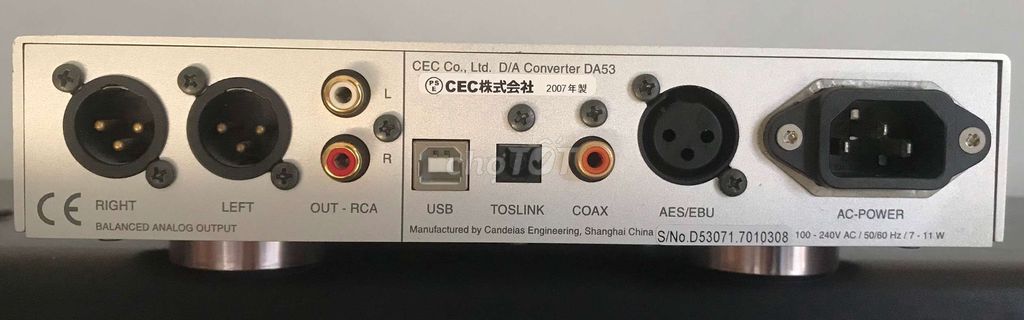 CEC Co., Ltd. D/A Converter DA53
PSE CEC株式会社 2007年製
L
R
CE
RIGHT
LEFT
OUT - RCA
USB
TOSLINK
COAX
AES/EBU
AC-POWER
BALANCED ANALOG OUTPUT
Manufactured by Candeias Engineering, Shanghai China
S/No.D53071.7010308
100 - 240V AC / 50/60 Hz / 7 - 11 W
choTOT